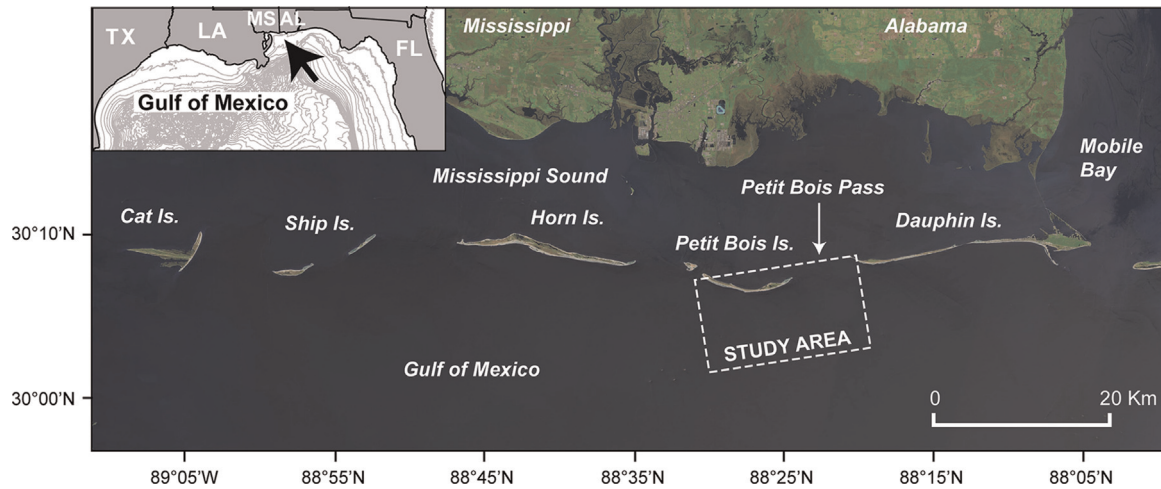 TX
LA
MS AL
FL
Gulf of Mexico
Mississippi
Alabama
Mobile
Bay
Mississippi Sound
Petit Bois Pass
Cat Is.
Ship Is.
Horn Is.
Petit Bois Is.
Dauphin Is.
30°10'N
STUDY AREA
Gulf of Mexico
30°00'N
0 20 Km
89°05'W 88°55'W 88°45'W 88°35'W 88°25'W 88°15'W 88°05'W